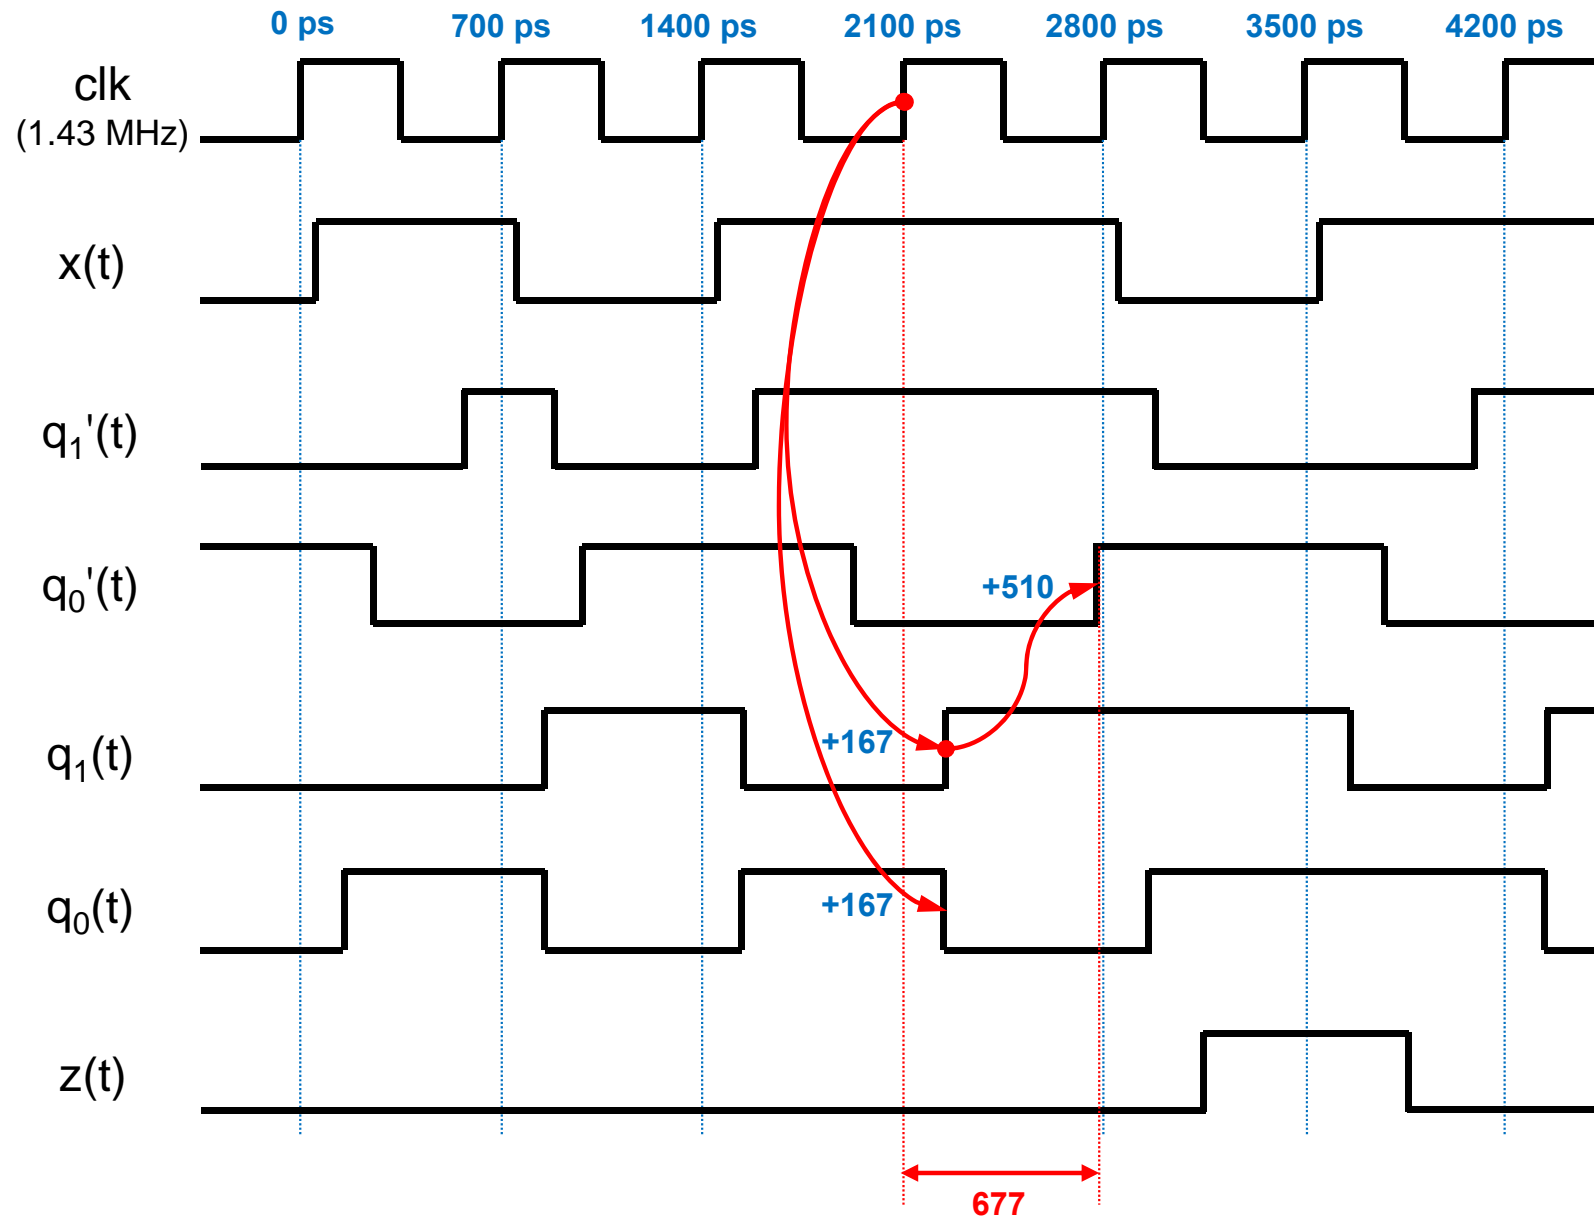 0 ps 700 ps 1400 ps 2100 ps 2800 ps 3500 ps 4200 ps
clk
(1.43 MHz)
x(t)
q₁'(t)
q₀'(t)
+510
q₁(t)
+167
q₀(t)
+167
z(t)
677